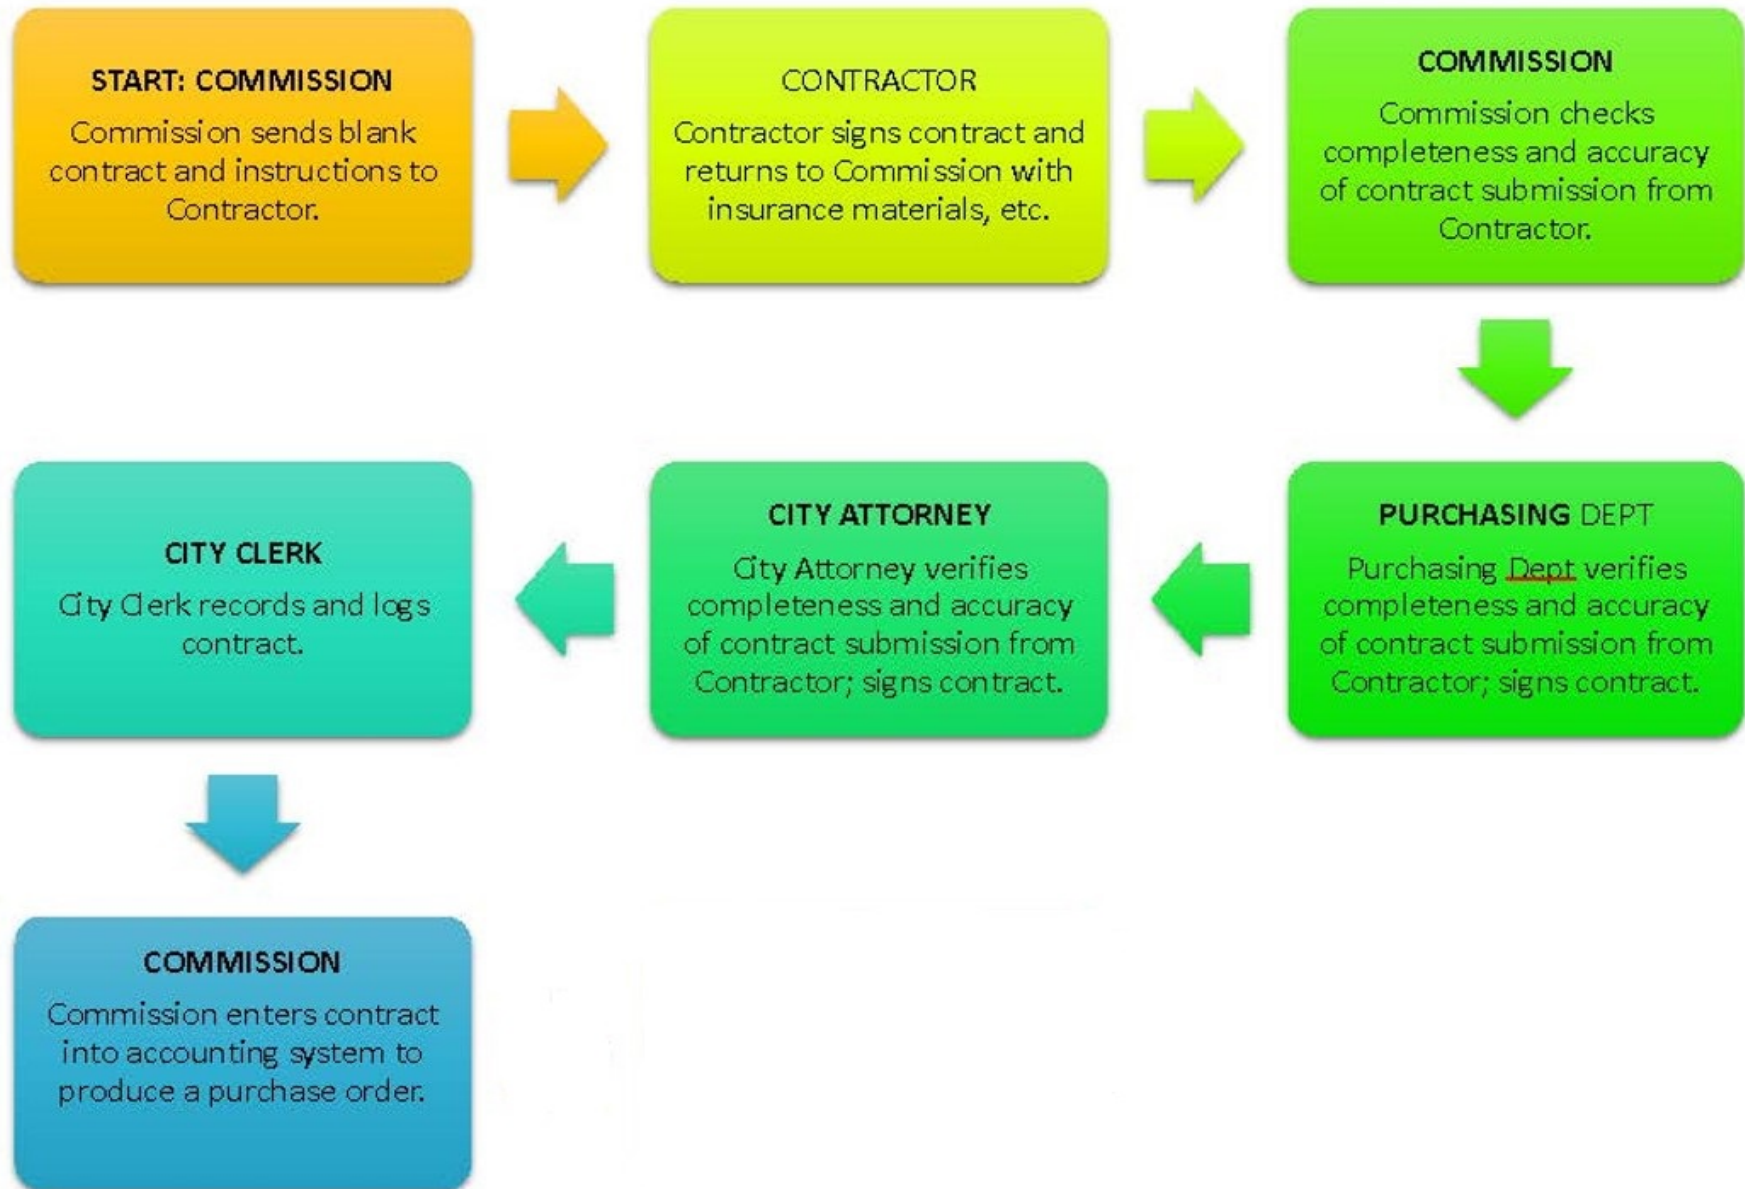 START: COMMISSION
Commission sends blank
contract and instructions to
Contractor.
CONTRACTOR
Contractor signs contract and
returns to Commission with
insurance materials, etc.
COMMISSION
Commission checks
completeness and accuracy
of contract submission from
Contractor.
PURCHASING DEPT
Purchasing Dept verifies
completeness and accuracy
of contract submission from
Contractor; signs contract.
CITY ATTORNEY
City Attorney verifies
completeness and accuracy
of contract submission from
Contractor; signs contract.
CITY CLERK
City Clerk records and logs
contract.
COMMISSION
Commission enters contract
into accounting system to
produce a purchase order.